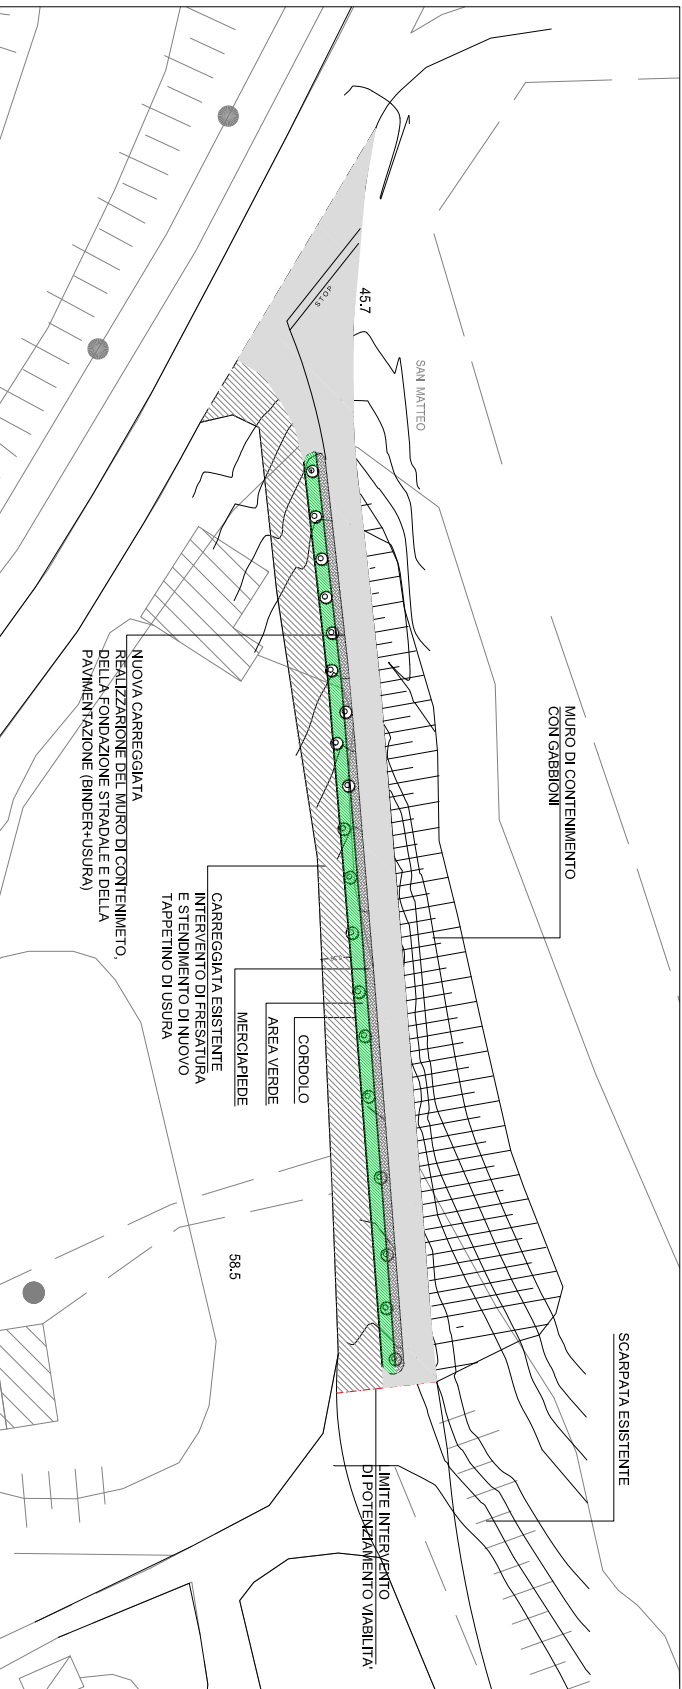 STOP
45.7
SAN MATTEO
MURO DI CONTENIMENTO
CON GABBIONI
SCARPATA ESISTENTE
NUOVA CARREGGIATA
REALIZZARIONE DEL MURO DI CONTENIMETO,
DELLA FONDAZIONE STRADALE E DELLA
PAVIMENTAZIONE (BINDER+USURA)
CARREGGIATA ESISTENTE
INTERVENTO DI FRESATURA
E STENDIMENTO DI NUOVO
TAPPETINO DI USURA
MERCIAPIEDE
AREA VERDE
CORDOLO
58.5
LIMITE INTERVENTO
DI POTENZIAMENTO VIABILITA'